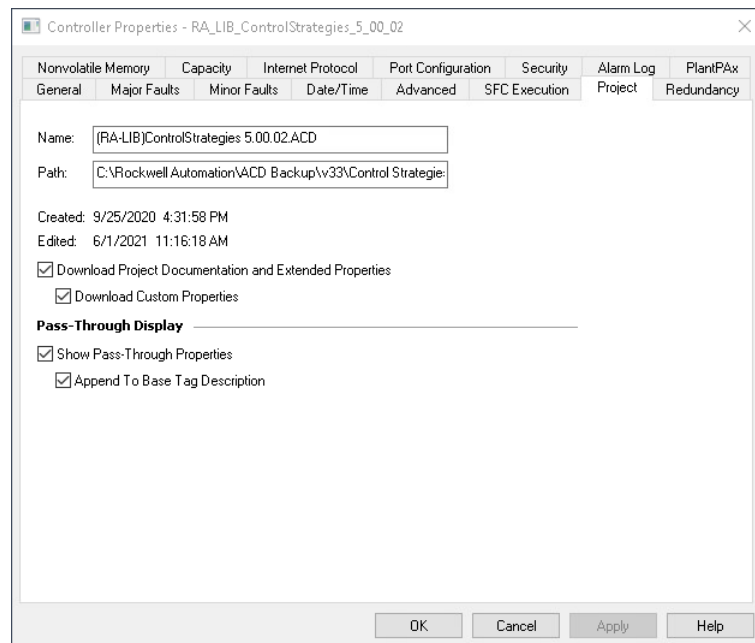 Controller Properties - RA_LIB_ControlStrategies_5_00_02
Nonvolatile Memory Capacity Internet Protocol Port Configuration Security Alarm Log PlantPAx
General Major Faults Minor Faults Date/Time Advanced SFC Execution Project Redundancy
Name: (RA-LIB)ControlStrategies 5.00.02.ACD
Path: C:\Rockwell Automation\ACD Backup\v33\Control Strategie
Created: 9/25/2020 4:31:58 PM
Edited: 6/1/2021 11:16:18 AM
Download Project Documentation and Extended Properties
Download Custom Properties
Pass-Through Display
Show Pass-Through Properties
Append To Base Tag Description
OK Cancel Apply Help